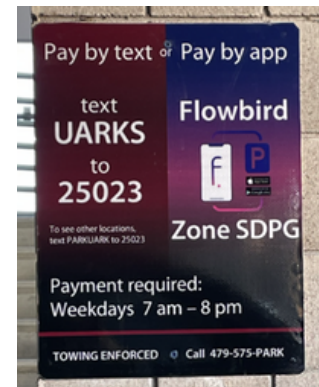 Pay by text or Pay by app
text
UARKS
to
25023
To see other locations,
text PARKUARK to 25023
Flowbird
f
P
Zone SDPG
Payment required:
Weekdays 7 am – 8 pm
TOWING ENFORCED Call 479-575-PARK